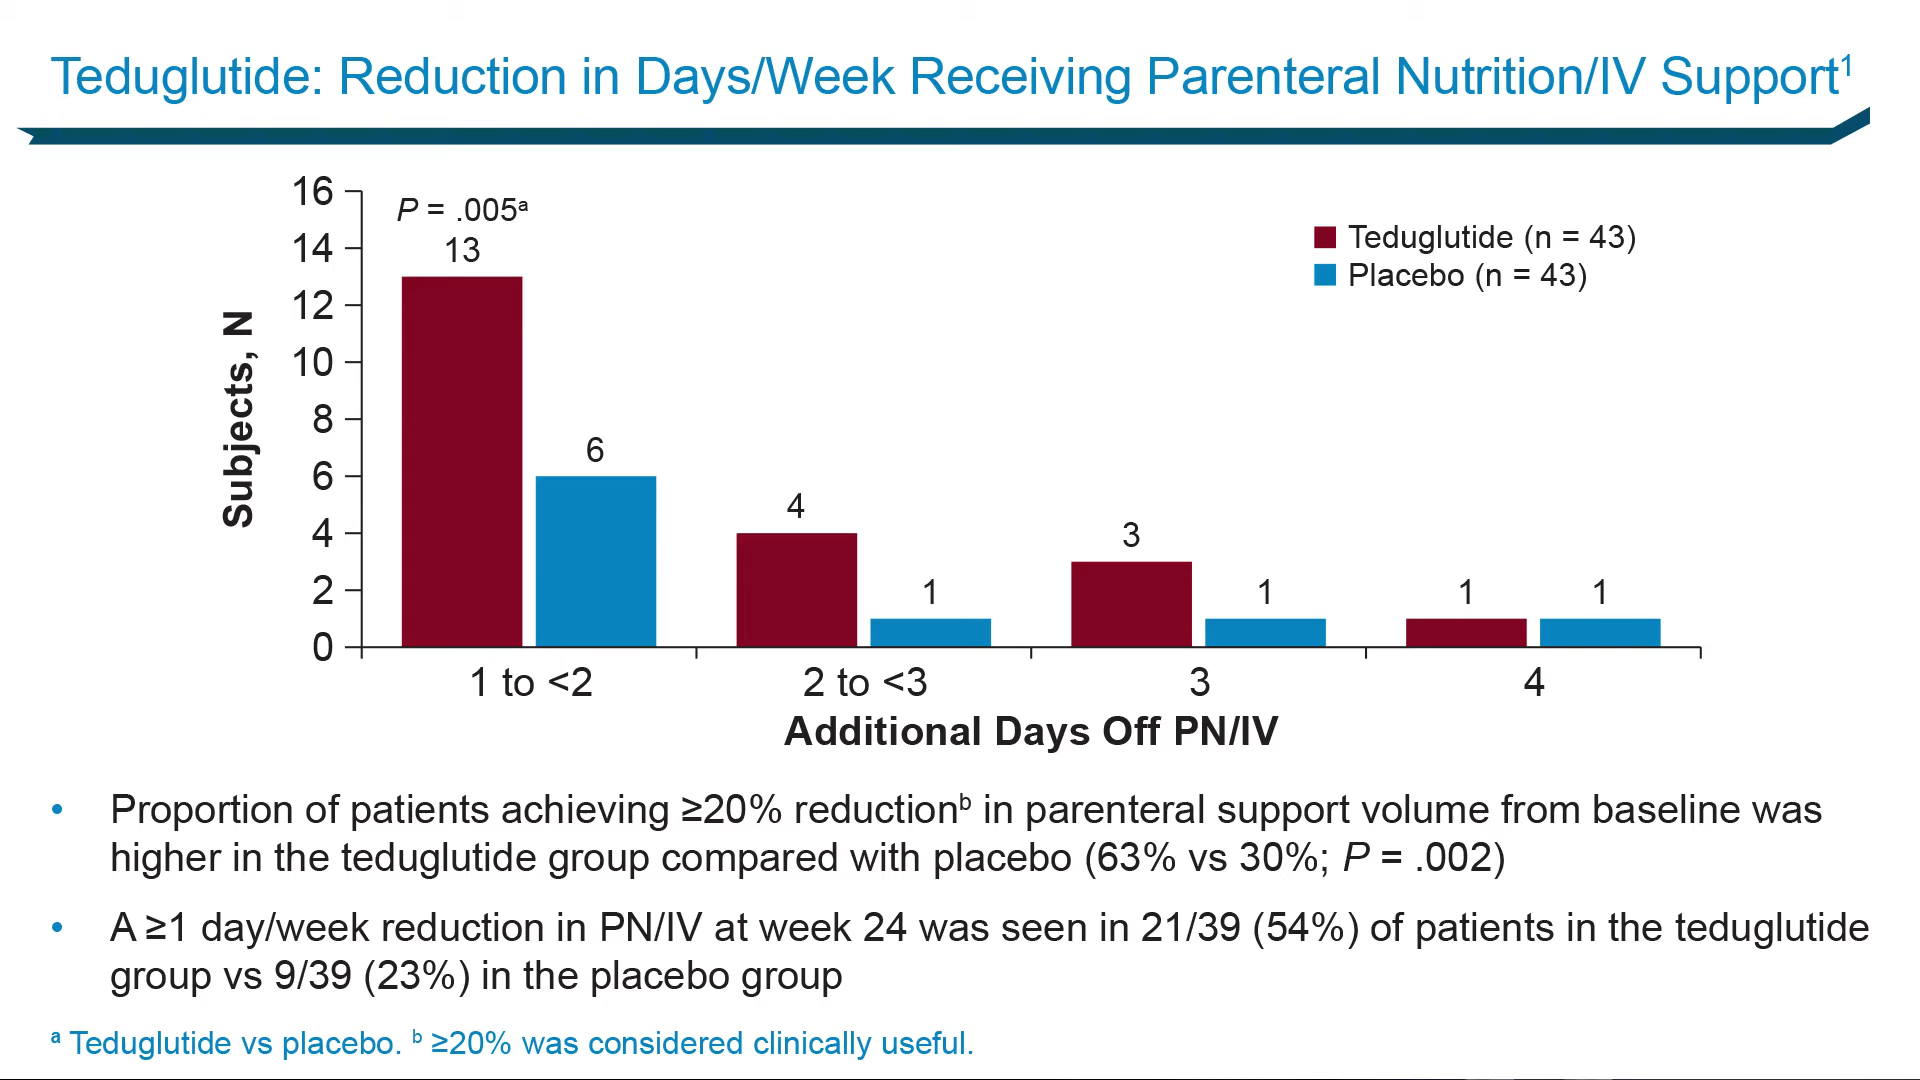 Teduglutide: Reduction in Days/Week Receiving Parenteral Nutrition/IV Support¹
16
14
12
10
8
6
4
2
0
Subjects, N
P = .005ᵃ
13
6
4
1
3
1
1
1
Teduglutide (n = 43)
Placebo (n = 43)
1 to <2
2 to <3
3
4
Additional Days Off PN/IV
• Proportion of patients achieving ≥20% reductionᵇ in parenteral support volume from baseline was
higher in the teduglutide group compared with placebo (63% vs 30%; P = .002)
• A ≥1 day/week reduction in PN/IV at week 24 was seen in 21/39 (54%) of patients in the teduglutide
group vs 9/39 (23%) in the placebo group
ᵃ Teduglutide vs placebo. ᵇ ≥20% was considered clinically useful.